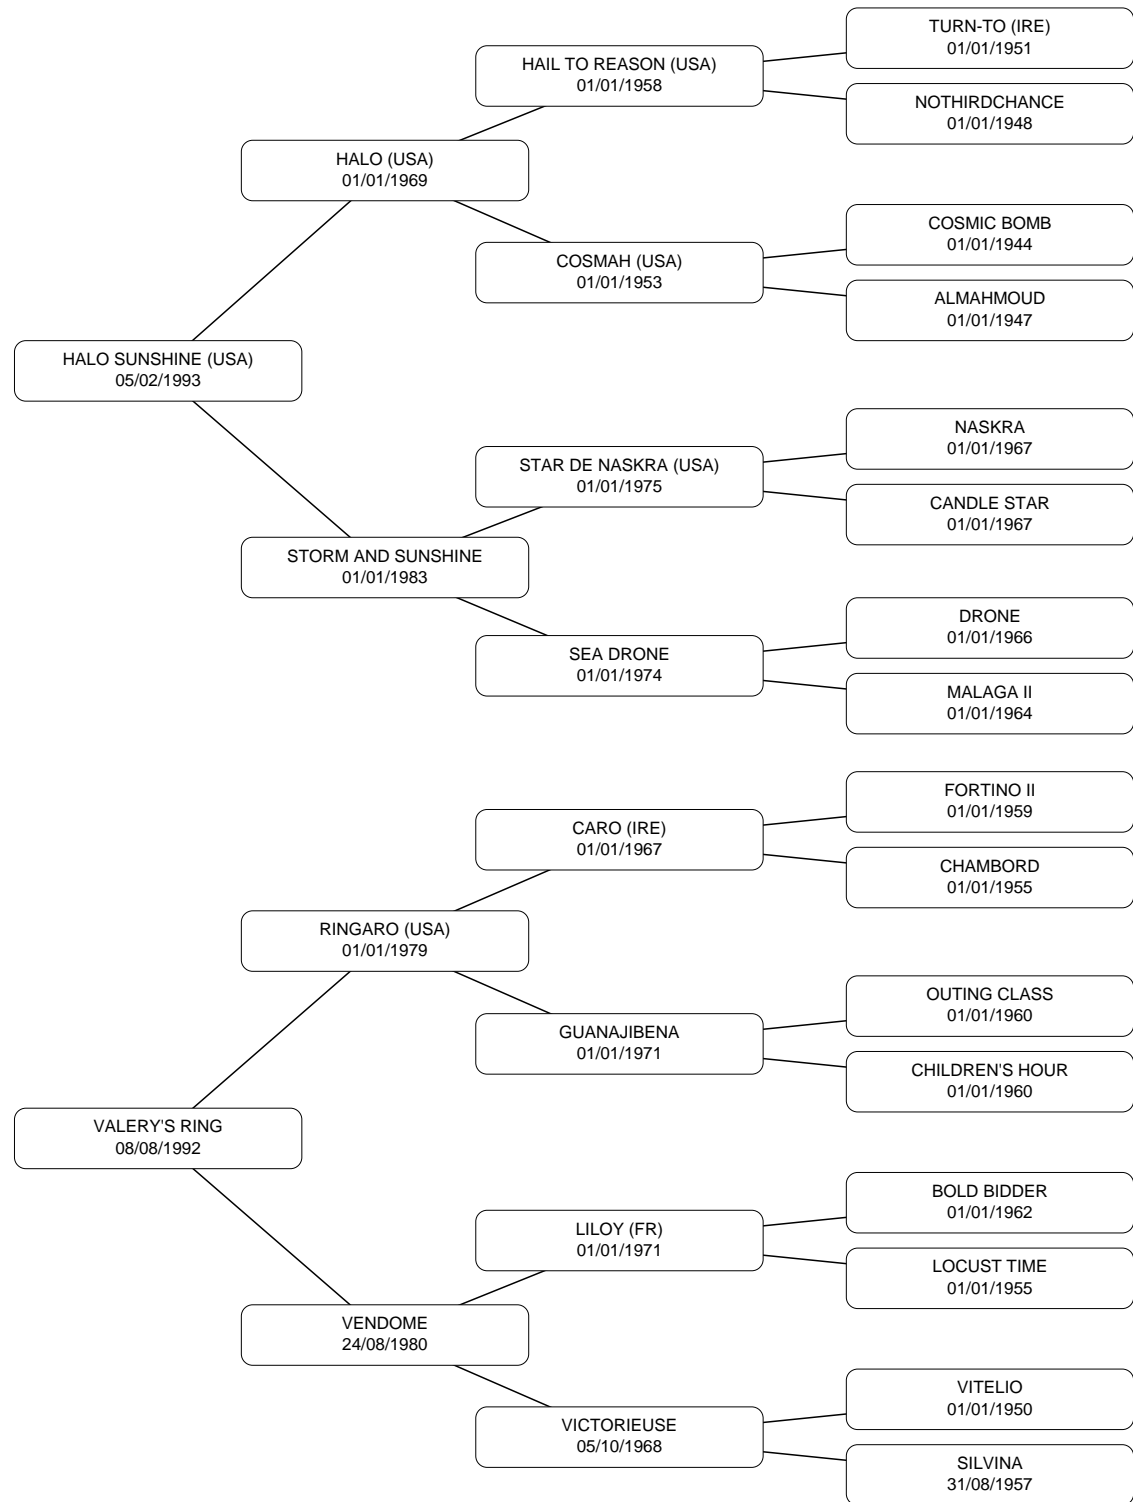 TURN-TO (IRE)
01/01/1951
HAIL TO REASON (USA)
01/01/1958
NOTHIRDCHANCE
01/01/1948
HALO (USA)
01/01/1969
COSMIC BOMB
01/01/1944
COSMAH (USA)
01/01/1953
ALMAHMOUD
01/01/1947
HALO SUNSHINE (USA)
05/02/1993
NASKRA
01/01/1967
STAR DE NASKRA (USA)
01/01/1975
CANDLE STAR
01/01/1967
STORM AND SUNSHINE
01/01/1983
DRONE
01/01/1966
SEA DRONE
01/01/1974
MALAGA II
01/01/1964
FORTINO II
01/01/1959
CARO (IRE)
01/01/1967
CHAMBORD
01/01/1955
RINGARO (USA)
01/01/1979
OUTING CLASS
01/01/1960
GUANAJIBENA
01/01/1971
CHILDREN'S HOUR
01/01/1960
VALERY'S RING
08/08/1992
BOLD BIDDER
01/01/1962
LILOY (FR)
01/01/1971
LOCUST TIME
01/01/1955
VENDOME
24/08/1980
VITELIO
01/01/1950
VICTORIEUSE
05/10/1968
SILVINA
31/08/1957